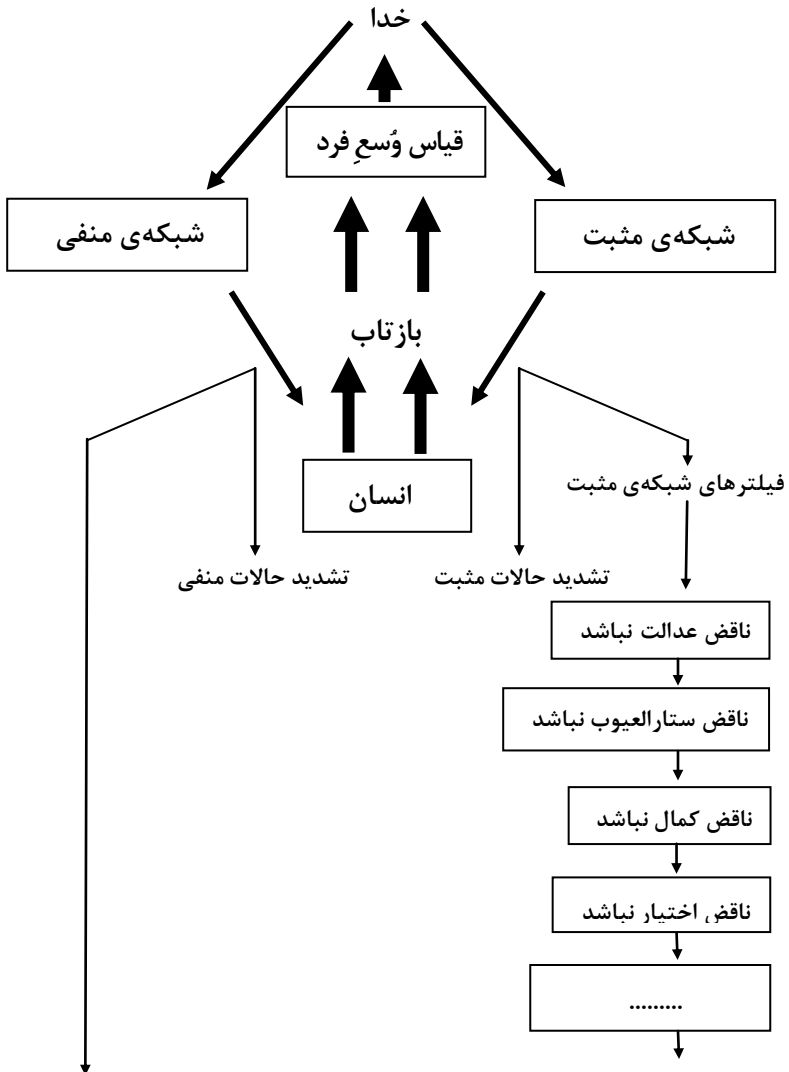 خدا
قیاس وُسعِ فرد
شبکه‌ی مثبت
شبکه‌ی منفی
بازتاب
انسان
فیلترهای شبکه‌ی مثبت
تشدید حالات مثبت
تشدید حالات منفی
ناقض عدالت نباشد
ناقض ستارالعیوب نباشد
ناقض کمال نباشد
ناقض اختیار نباشد
.........